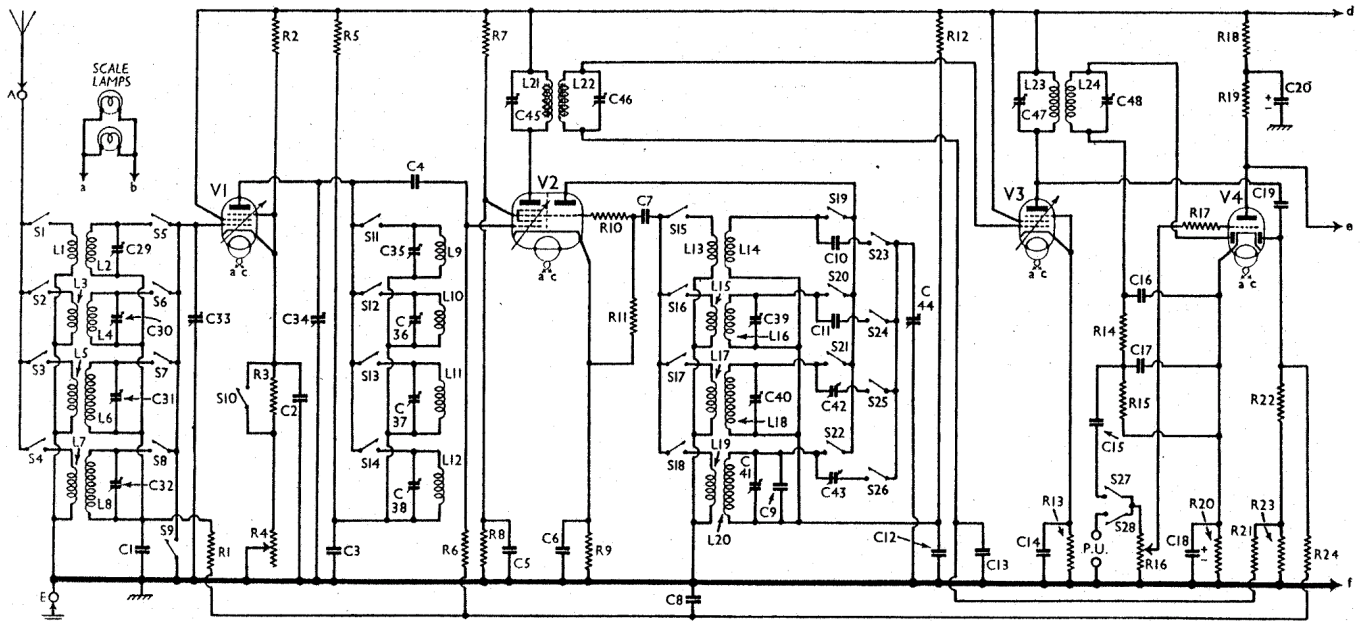 d
R2
R5
R7
R12
R18
SCALE
LAMPS
A
L21
L22
C46
C45
L23
L24
C48
C47
R19
C20
+
−
a
b
V1
C4
V2
C7
V3
V4
C19
R17
e
S1
L1
L2
C29
S5
a c
S11
C35
L9
R10
a c
S15
L13
L14
S19
C10
S23
a c
a c
S2
L3
L4
C30
S6
C33
C34
S12
C
36
L10
R11
S16
L15
L16
C39
S20
C11
S24
C
44
C16
R14
S3
L5
L6
C31
S7
S10
R3
C2
S13
C
37
L11
S17
L17
L18
C40
S21
C42
S25
C17
R15
R22
S4
L7
L8
C32
S8
S14
C
38
L12
S18
L19
C
41
C9
S22
C43
S26
C15
S27
S28
C1
S9
R1
R4
C3
R6
R8
C5
C6
R9
L20
C12
C13
C14
R13
P.U.
R16
C18
+
−
R20
R21
R23
R24
f
E
C8